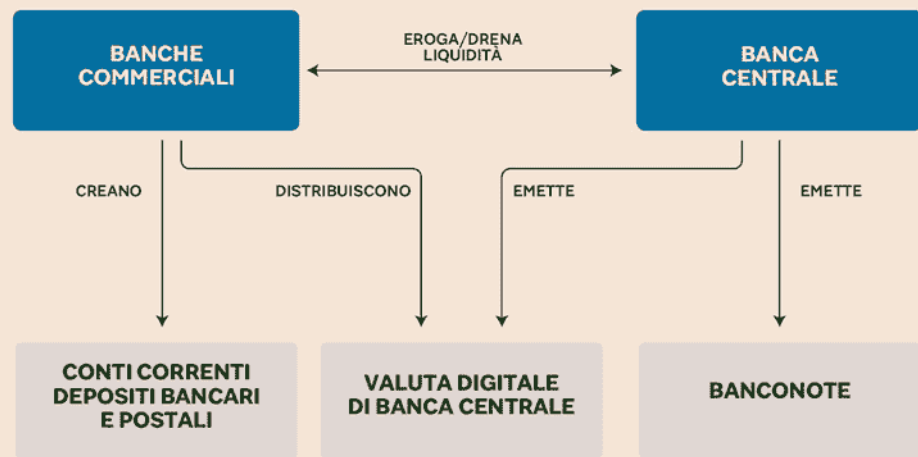 BANCHE
COMMERCIALI
EROGA/DRENA
LIQUIDITÀ
BANCA
CENTRALE
CREANO
DISTRIBUISCONO
EMETTE
EMETTE
CONTI CORRENTI
DEPOSITI BANCARI
E POSTALI
VALUTA DIGITALE
DI BANCA CENTRALE
BANCONOTE